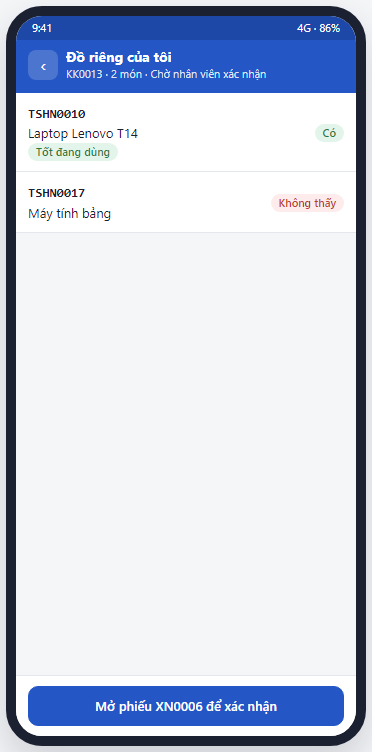 9:41 4G · 86%
‹
Đồ riêng của tôi
KK0013 · 2 món · Chờ nhân viên xác nhận
TSHN0010
Laptop Lenovo T14
Có
Tốt đang dùng
TSHN0017
Máy tính bảng
Không thấy
Mở phiếu XN0006 để xác nhận